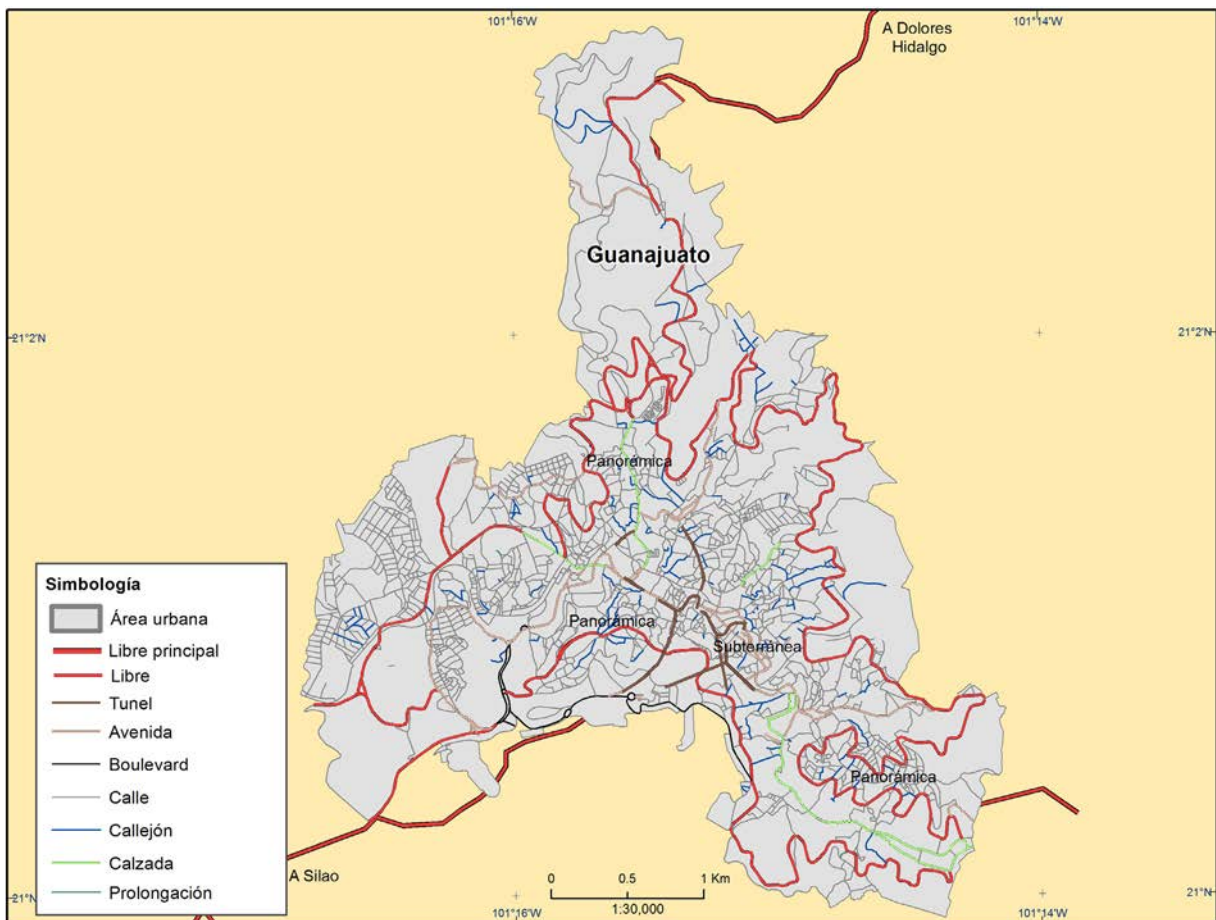 101°16'W
101°14'W
A Dolores
Hidalgo
Guanajuato
21°2'N
21°2'N
Panorámica
Panorámica
Subterránea
Panorámica
Simbología
Área urbana
Libre principal
Libre
Tunel
Avenida
Boulevard
Calle
Callejón
Calzada
Prolongación
A Silao
0 0.5 1 Km
1:30,000
21°0'N
21°N
101°16'W
101°14'W